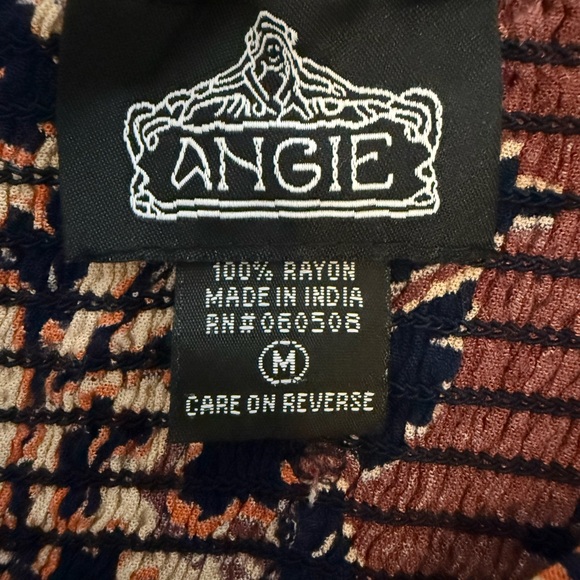 ANGIE
100% RAYON
MADE IN INDIA
RN#060508
M
CARE ON REVERSE